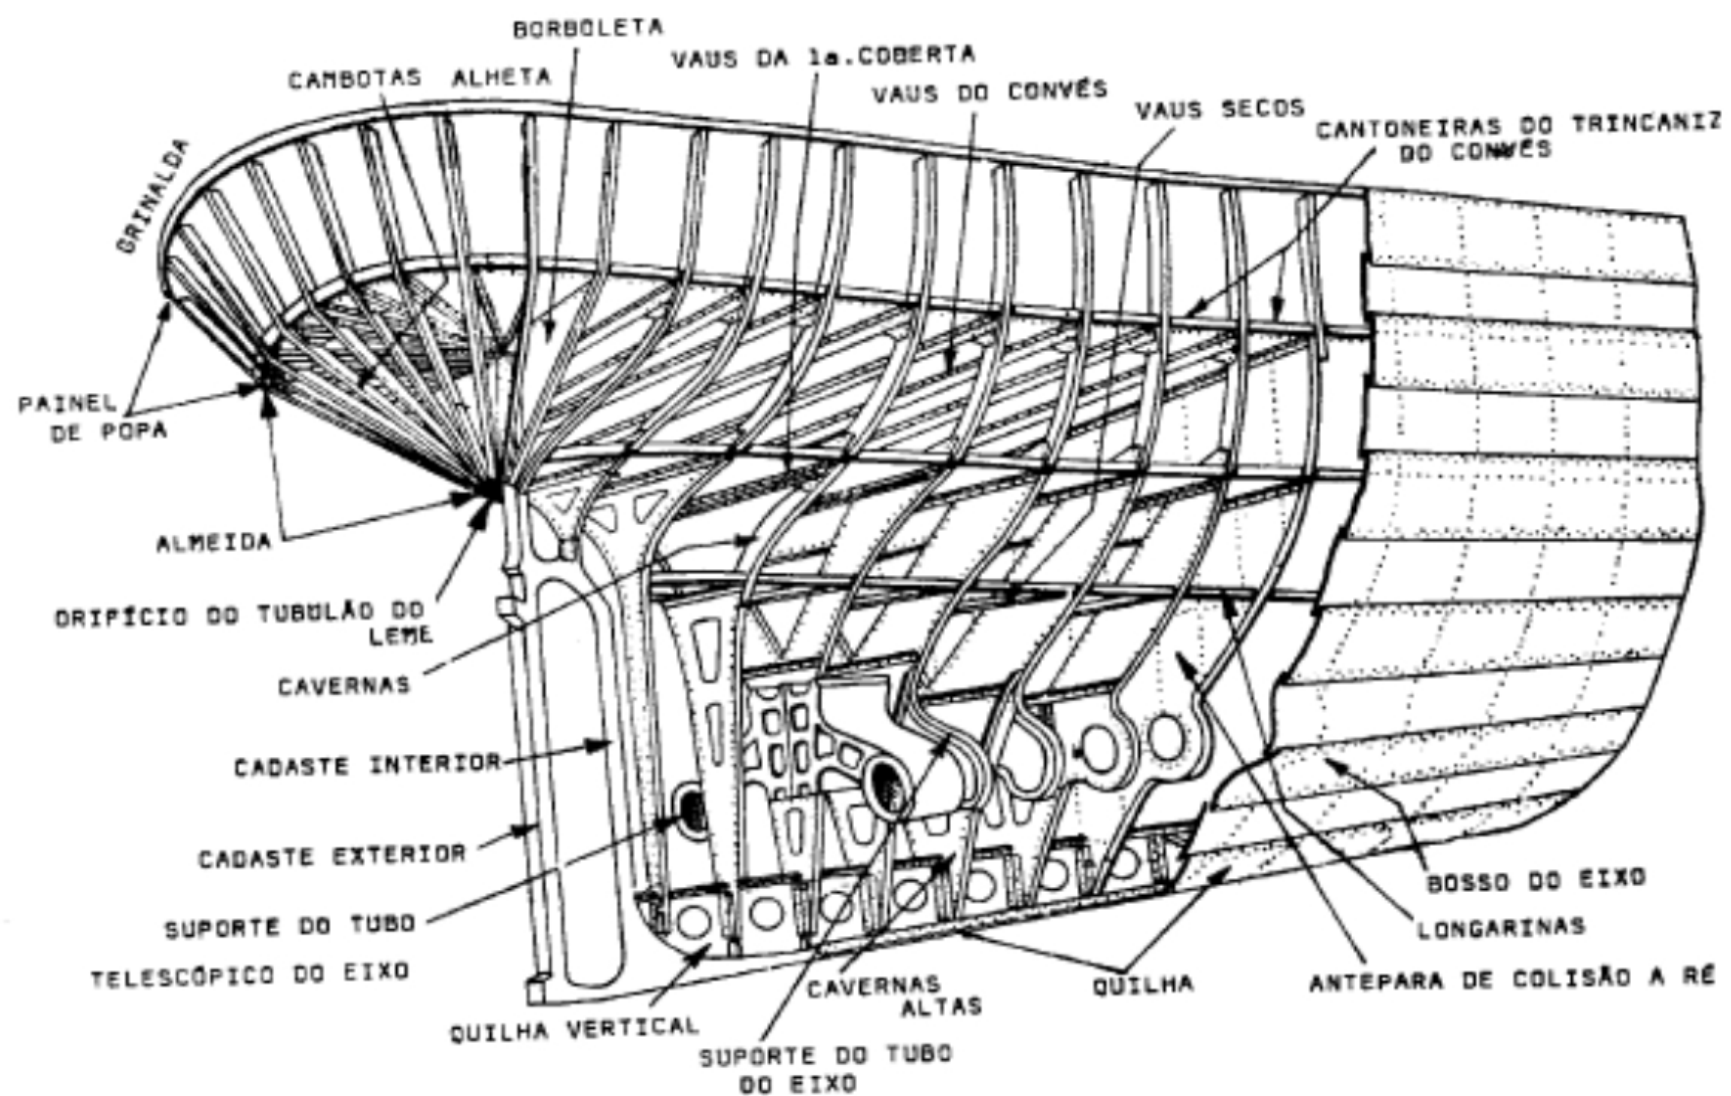 BORBOLETA
CAMBOTAS ALHETA
VAUS DA 1a.COBERTA
VAUS DO CONVÉS
VAUS SECOS
CANTONEIRAS DO TRINCANIZ
DO CONVÉS
GRINALDA
PAINEL
DE POPA
ALMEIDA
ORIFÍCIO DO TUBULÃO DO
LEME
CAVERNAS
CADASTE INTERIOR
CADASTE EXTERIOR
SUPORTE DO TUBO
TELESCÓPICO DO EIXO
QUILHA VERTICAL
SUPORTE DO TUBO
DO EIXO
CAVERNAS
ALTAS
QUILHA
BOSSO DO EIXO
LONGARINAS
ANTEPARA DE COLISÃO A RÉ